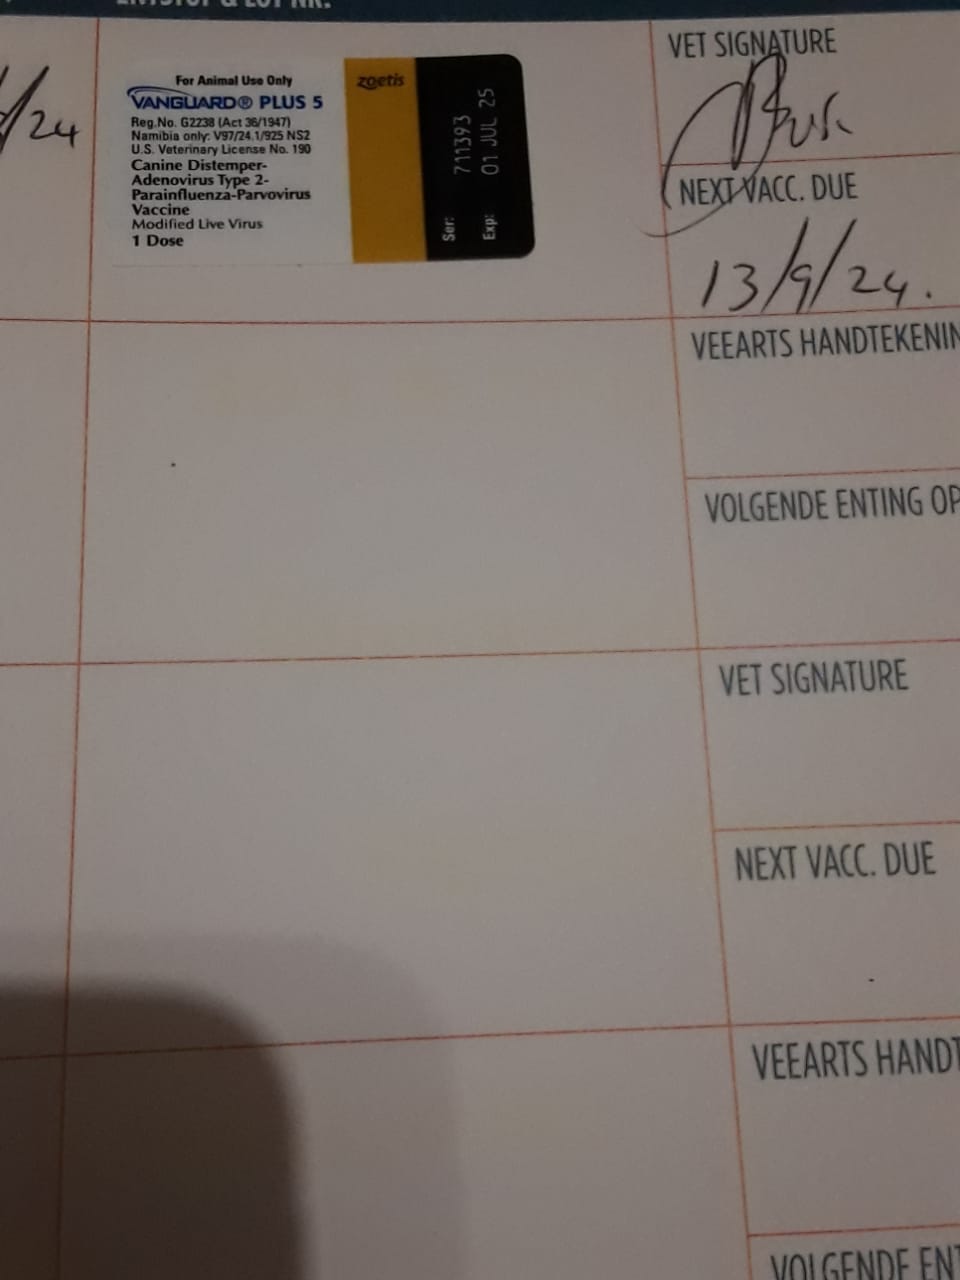 ENTSTOF & LOT NR.
/24
For Animal Use Only
VANGUARD® PLUS 5
Reg.No. G2238 (Act 36/1947)
Namibia only: V97/24.1/925 NS2
U.S. Veterinary License No. 190
Canine Distemper-
Adenovirus Type 2-
Parainfluenza-Parvovirus
Vaccine
Modified Live Virus
1 Dose
zoetis
Ser: 711393
Exp: 01 JUL 25
VET SIGNATURE
NEXT VACC. DUE
13/9/24.
VEEARTS HANDTEKENIN
VOLGENDE ENTING OP
VET SIGNATURE
NEXT VACC. DUE
VEEARTS HANDT
VOLGENDE ENT